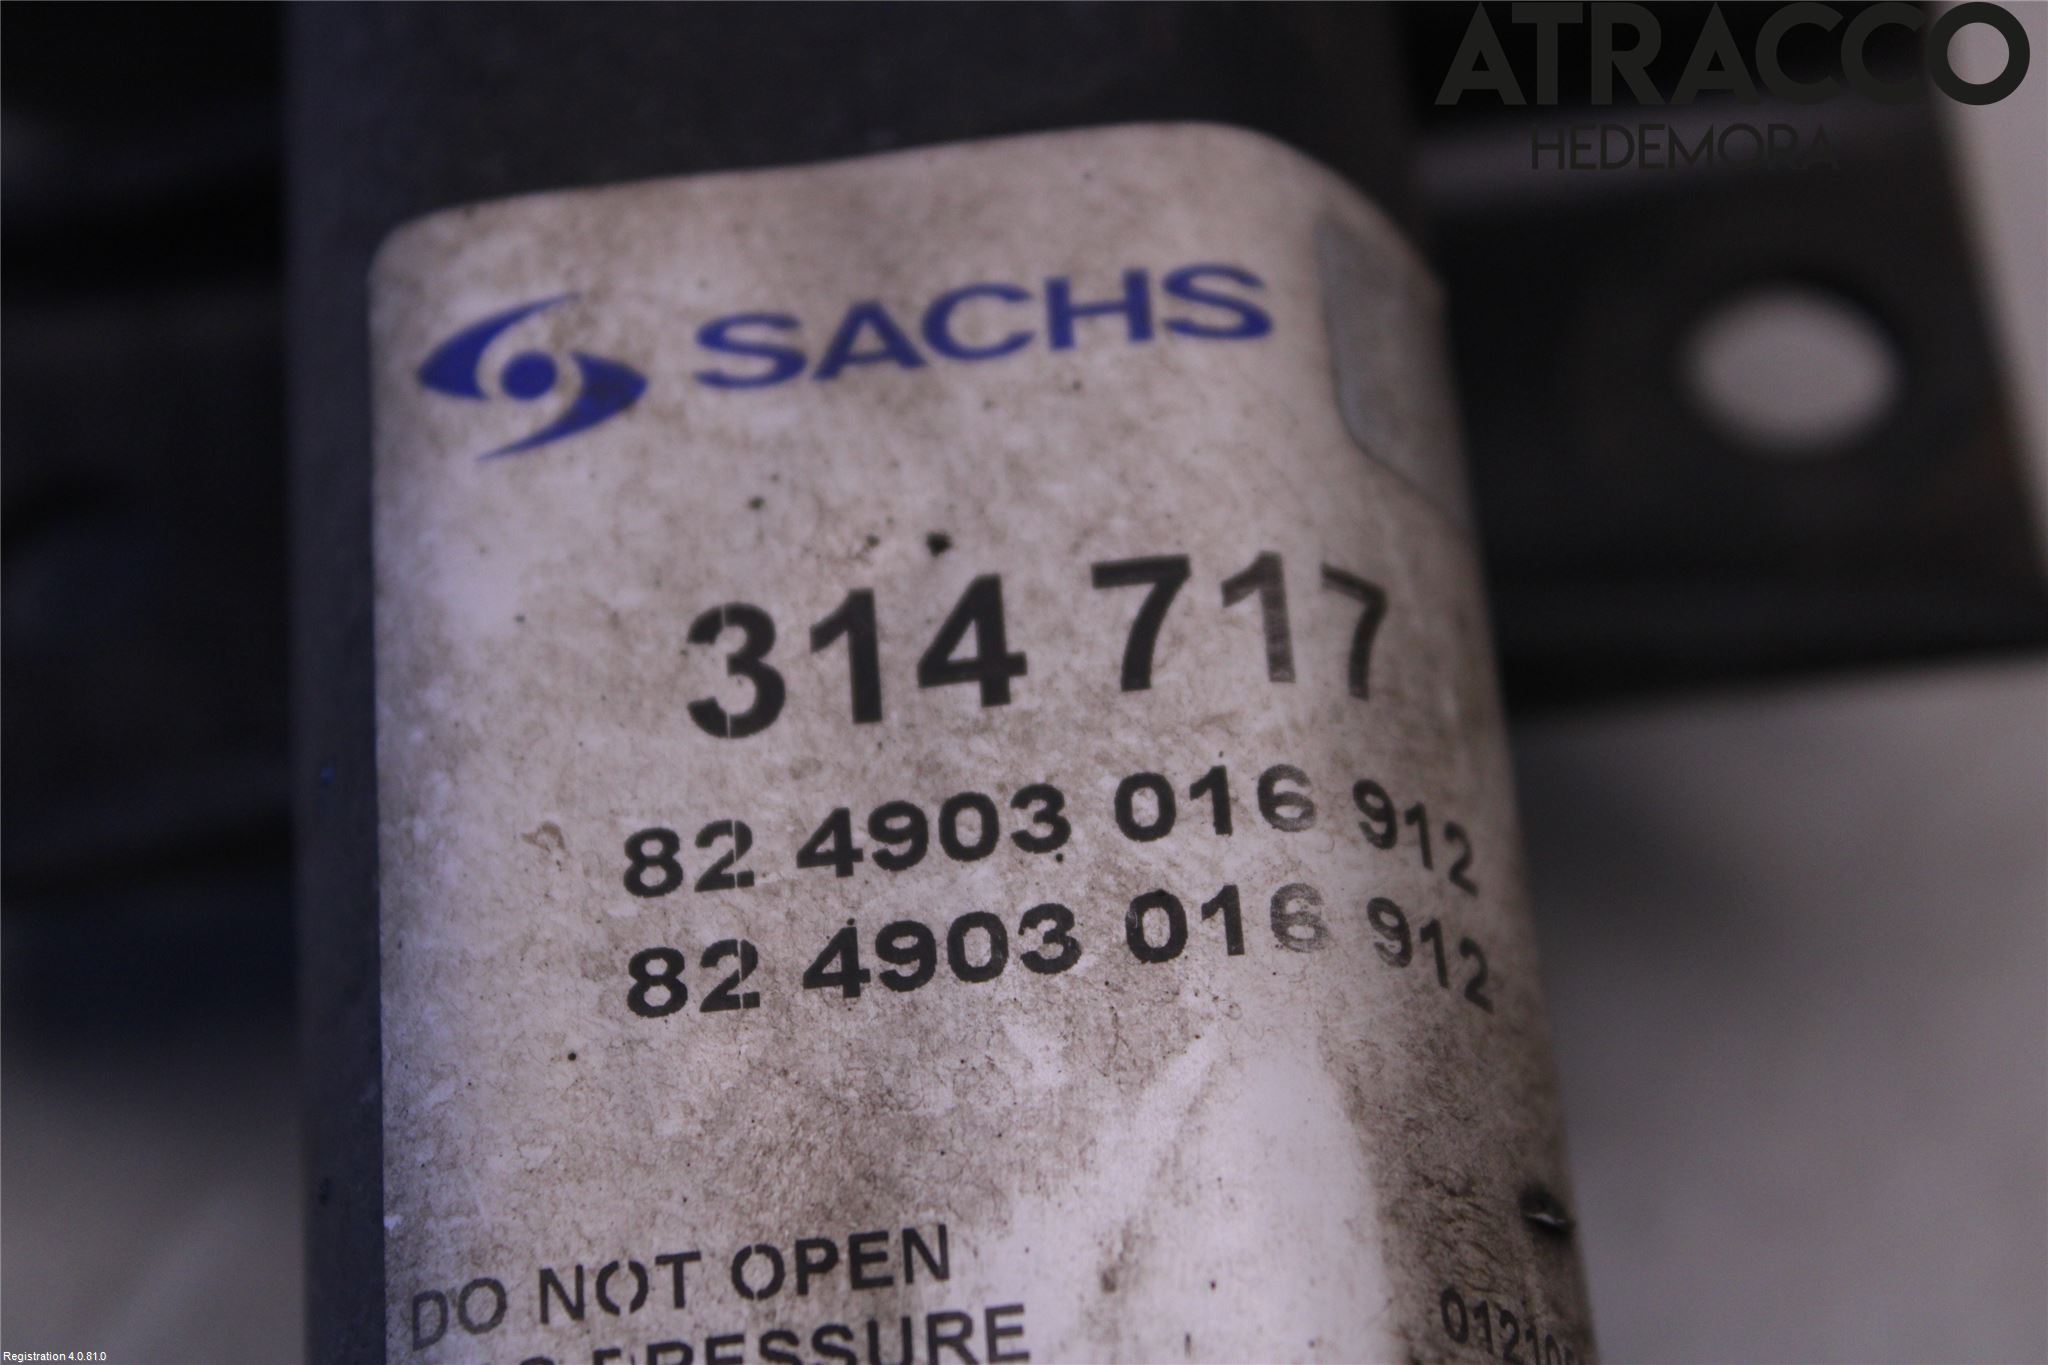 ATRACCO
HEDEMORA
SACHS
314 717
82 4903 016 912
82 4903 016 912
DO NOT OPEN
PRESSURE
Registration 4.0.81.0